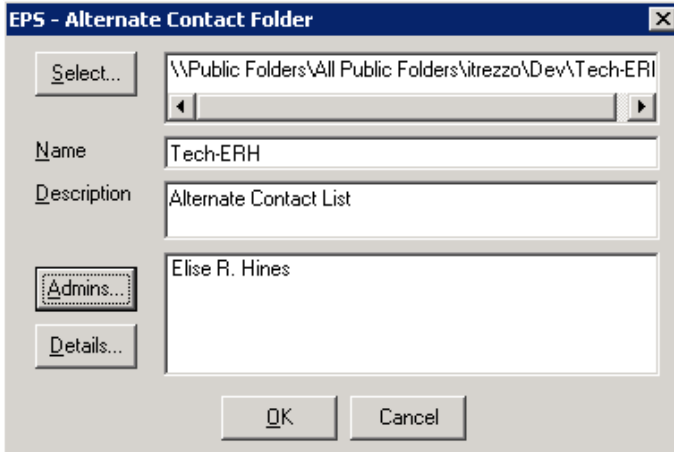 EPS - Alternate Contact Folder
Select...
\\Public Folders\All Public Folders\itrezzo\Dev\Tech-ERI
Name
Tech-ERH
Description
Alternate Contact List
Elise R. Hines
Admins...
Details...
OK
Cancel